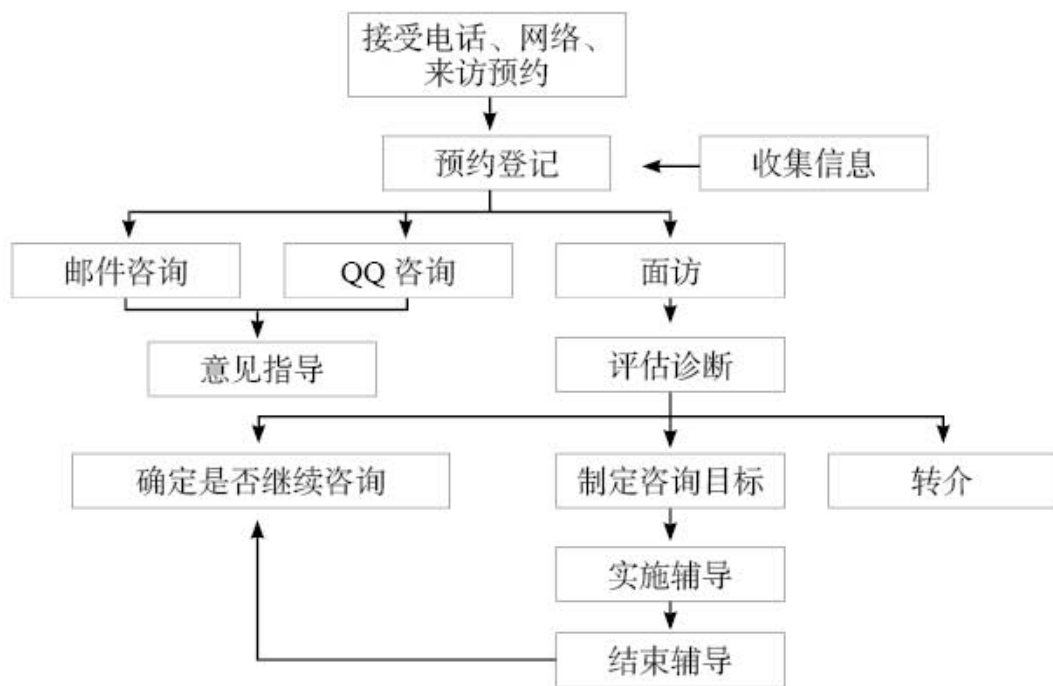 接受电话、网络、
来访预约
预约登记
收集信息
邮件咨询
QQ 咨询
面访
意见指导
评估诊断
确定是否继续咨询
制定咨询目标
转介
实施辅导
结束辅导